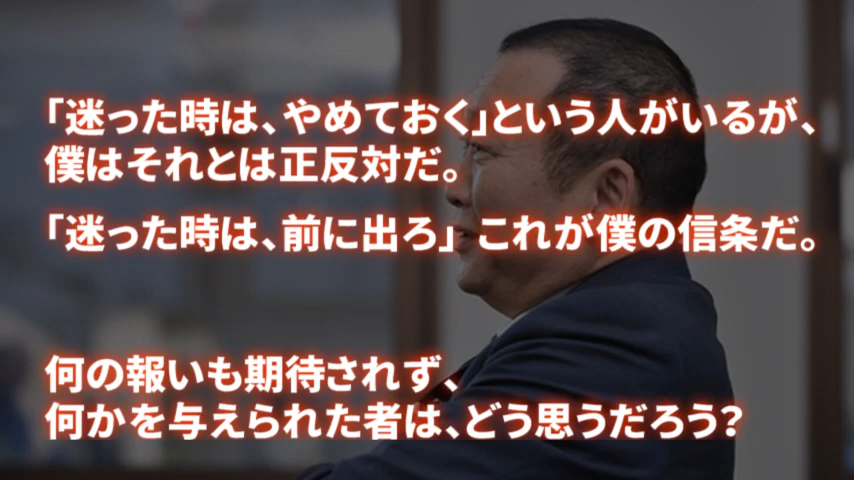 「迷った時は、やめておく」という人がいるが、
僕はそれとは正反対だ。
「迷った時は、前に出ろ」 これが僕の信条だ。
何の報いも期待されず、
何かを与えられた者は、どう思うだろう？